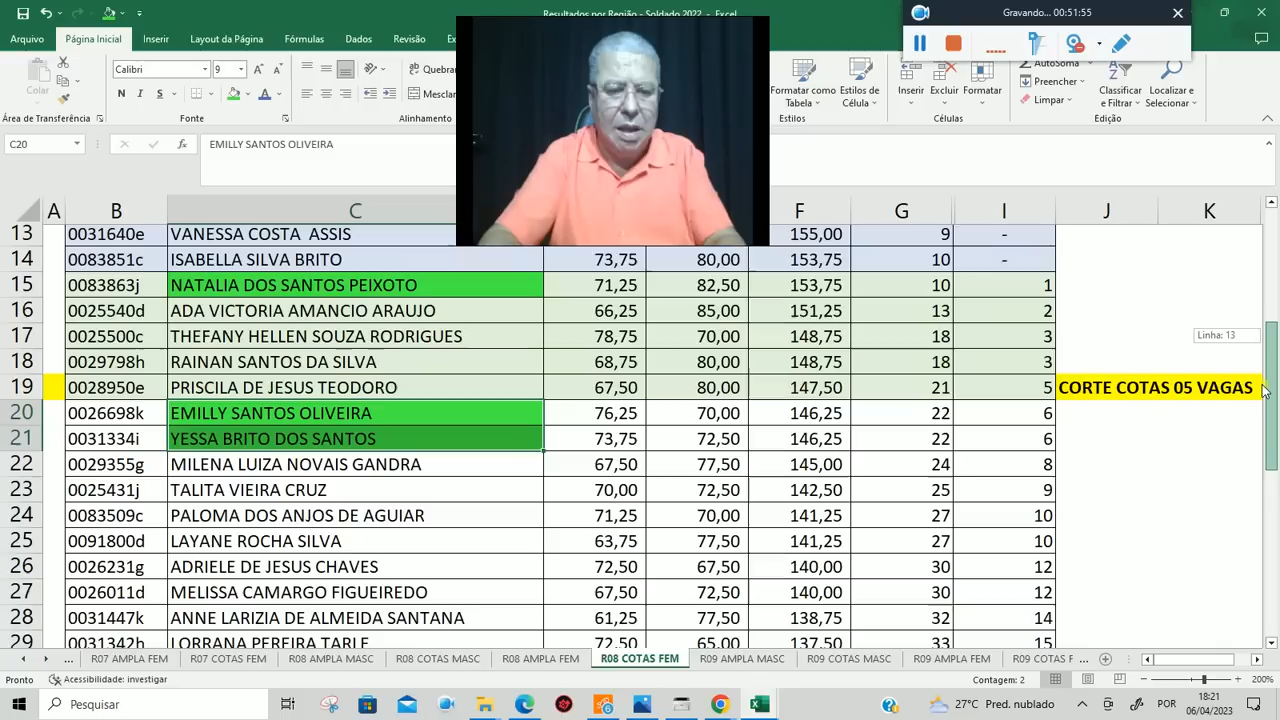 Resultados por Região - Soldado 2022 - Excel
Gravando... 00:51:55
Arquivo Página Inicial Inserir Layout da Página Fórmulas Dados Revisão
Colar
Calibri 9
N I S
Quebrar
Mesclar
Formatar como Tabela
Estilos de Célula
Inserir Excluir Formatar
AutoSoma
Preencher
Limpar
Classificar e Filtrar
Localizar e Selecionar
Área de Transferência Fonte Alinhamento Estilos Células Edição
C20 fx EMILLY SANTOS OLIVEIRA
A B C F G I J K
13 0031640e VANESSA COSTA ASSIS 155,00 9 -
14 0083851c ISABELLA SILVA BRITO 73,75 80,00 153,75 10 -
15 0083863j NATALIA DOS SANTOS PEIXOTO 71,25 82,50 153,75 10 1
16 0025540d ADA VICTORIA AMANCIO ARAUJO 66,25 85,00 151,25 13 2
17 0025500c THEFANY HELLEN SOUZA RODRIGUES 78,75 70,00 148,75 18 3
Linha: 13
18 0029798h RAINAN SANTOS DA SILVA 68,75 80,00 148,75 18 3
19 0028950e PRISCILA DE JESUS TEODORO 67,50 80,00 147,50 21 5 CORTE COTAS 05 VAGAS
20 0026698k EMILLY SANTOS OLIVEIRA 76,25 70,00 146,25 22 6
21 0031334i YESSA BRITO DOS SANTOS 73,75 72,50 146,25 22 6
22 0029355g MILENA LUIZA NOVAIS GANDRA 67,50 77,50 145,00 24 8
23 0025431j TALITA VIEIRA CRUZ 70,00 72,50 142,50 25 9
24 0083509c PALOMA DOS ANJOS DE AGUIAR 71,25 70,00 141,25 27 10
25 0091800d LAYANE ROCHA SILVA 63,75 77,50 141,25 27 10
26 0026231g ADRIELE DE JESUS CHAVES 72,50 67,50 140,00 30 12
27 0026011d MELISSA CAMARGO FIGUEIREDO 67,50 72,50 140,00 30 12
28 0031447k ANNE LARIZIA DE ALMEIDA SANTANA 61,25 77,50 138,75 32 14
29 0031342h LORRANA PEREIRA TARLE 72,50 65,00 137,50 33 15
... R07 AMPLA FEM R07 COTAS FEM R08 AMPLA MASC R08 COTAS MASC R08 AMPLA FEM R08 COTAS FEM R09 AMPLA MASC R09 COTAS MASC R09 AMPLA FEM R09 COTAS F ...
Pronto Acessibilidade: investigar Contagem: 2 200%
Pesquisar
27°C Pred. nublado
POR
18:21
06/04/2023